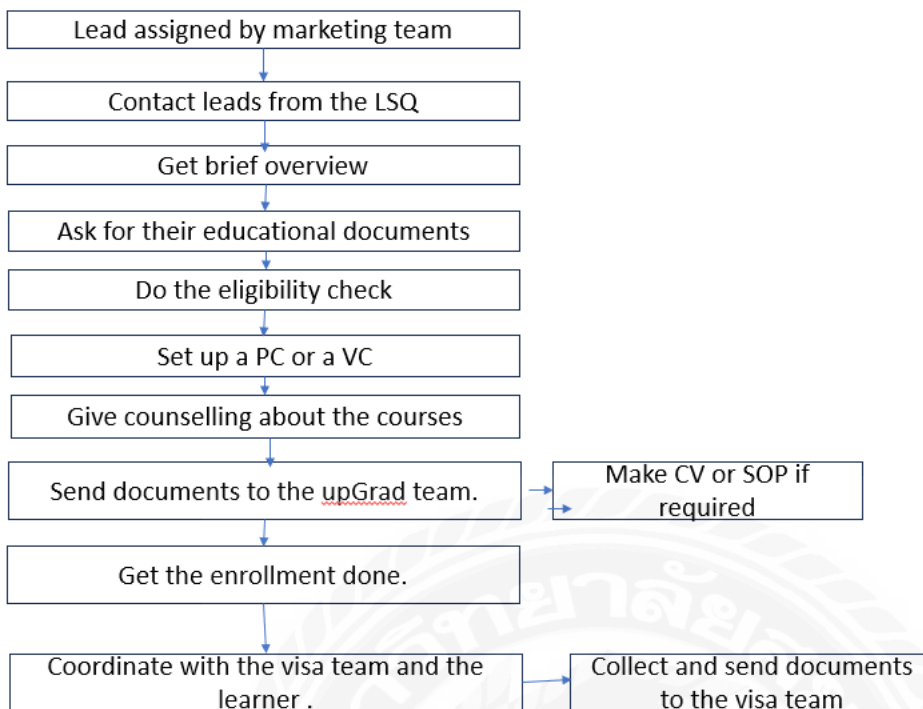 Lead assigned by marketing team
Contact leads from the LSQ
Get brief overview
Ask for their educational documents
Do the eligibility check
Set up a PC or a VC
Give counselling about the courses
Send documents to the upGrad team.
Make CV or SOP if
required
Get the enrollment done.
Coordinate with the visa team and the
learner .
Collect and send documents
to the visa team